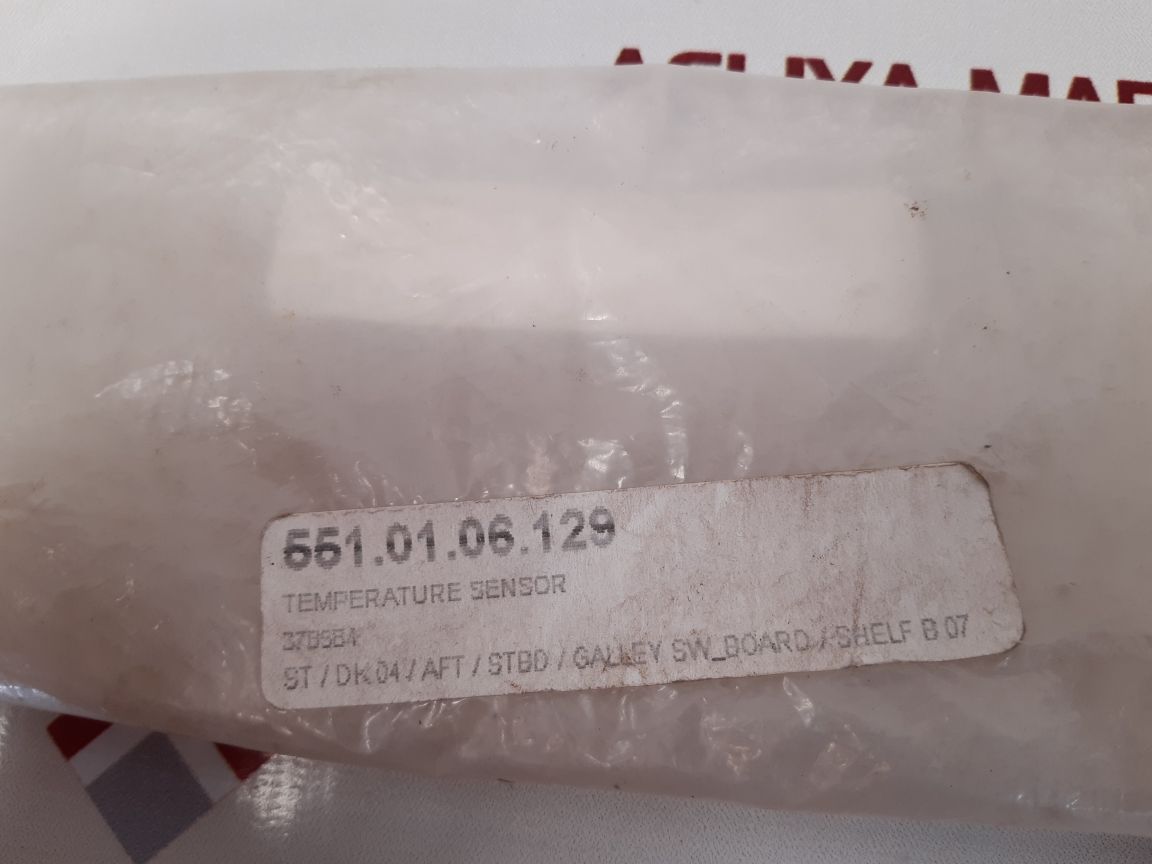 551.01.06.129
TEMPERATURE SENSOR
ST / DK 04 / AFT / STBD / GALLEY SW_BOARD / SHELF B 07